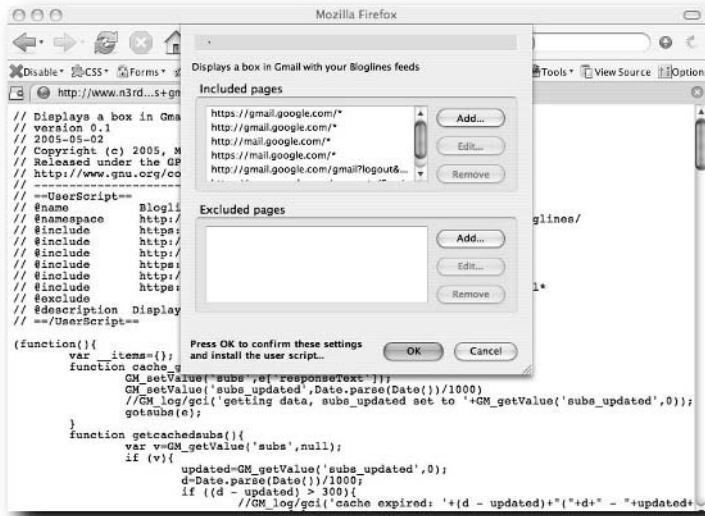 Mozilla Firefox
Disable CSS Forms
Tools View Source Option
http://www.n3rd...s+gm
Displays a box in Gmail with your Bloglines feeds
Included pages
https://gmail.google.com/*
http://gmail.google.com/*
http://mail.google.com/*
https://mail.google.com/*
http://gmail.google.com/gmail?logout&...
Add...
Edit...
Remove
Excluded pages
Add...
Edit...
Remove
Press OK to confirm these settings
and install the user script...
OK
Cancel
// Displays a box in Gma
// version 0.1
// 2005-05-02
// Copyright (c) 2005, M
// Released under the GP
// http://www.gnu.org/co
// ==UserScript==
// @name Blogli
// @namespace http:/ glines/
// @include https:
// @include http:/
// @include http:/
// @include https:
// @include http:/
// @include https: l*
// @exclude
// @description Display
// ==/UserScript==
(function(){
var __items={};
function cache_g
GM_setValue('subs',e['responseText']);
GM_setValue('subs_updated',Date.parse(Date())/1000)
//GM_log/gci('getting data, subs_updated set to '+GM_getValue('subs_updated',0));
gotsubs(e);
}
function getcachedsubs(){
var v=GM_getValue('subs',null);
if (v){
updated=GM_getValue('subs_updated',0);
d=Date.parse(Date())/1000;
if ((d - updated) > 300){
//GM_log/gci('cache expired: '+(d - updated)+"("+d+" - "+updated+